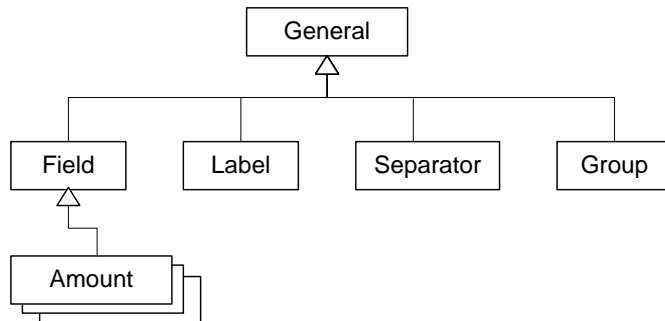 General
Field
Label
Separator
Group
Amount